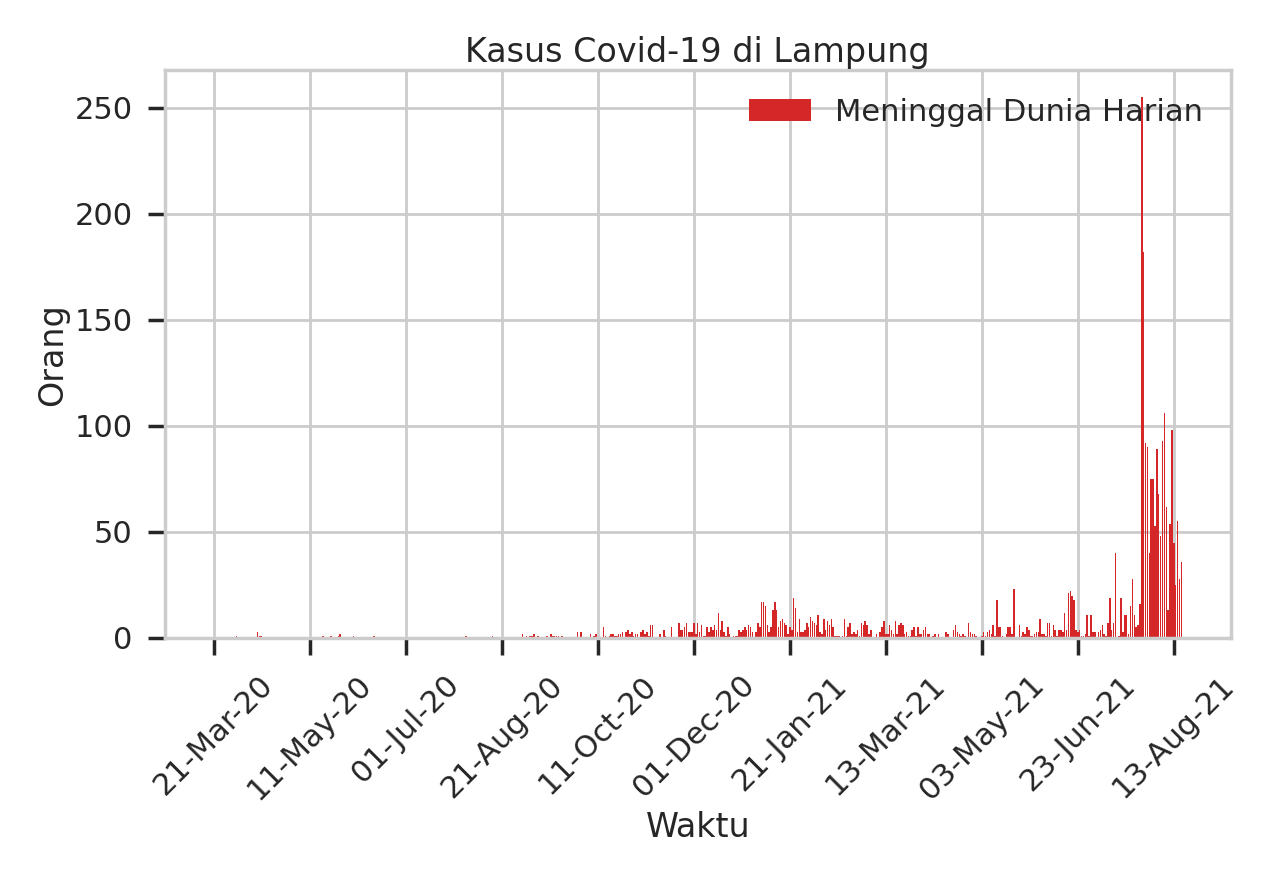 Kasus Covid-19 di Lampung
Meninggal Dunia Harian
Orang
250
200
150
100
50
0
21-Mar-20
11-May-20
01-Jul-20
21-Aug-20
11-Oct-20
01-Dec-20
21-Jan-21
13-Mar-21
03-May-21
23-Jun-21
13-Aug-21
Waktu